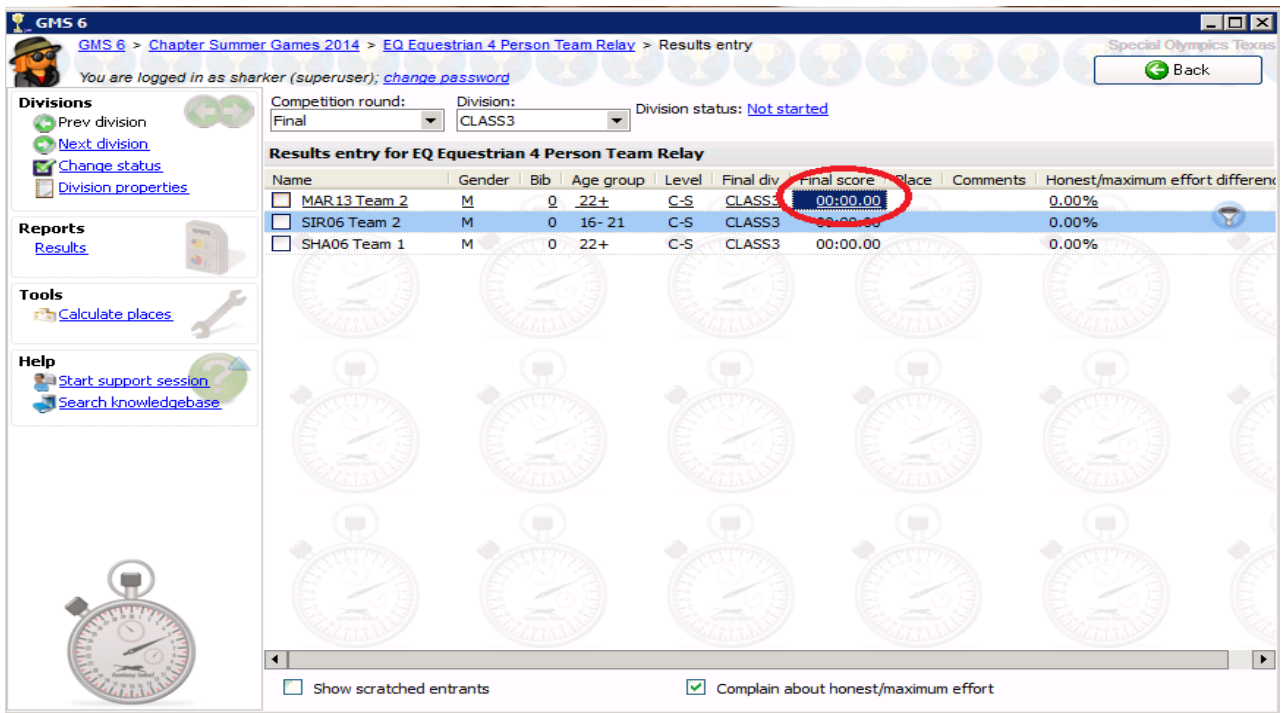 GMS 6
GMS 6 > Chapter Summer Games 2014 > EQ Equestrian 4 Person Team Relay > Results entry
Special Olympics Texas
You are logged in as sharker (superuser); change password
Back
Divisions
Prev division
Next division
Change status
Division properties
Reports
Results
Tools
Calculate places
Help
Start support session
Search knowledgebase
Competition round: Division:
Final CLASS3 Division status: Not started
Results entry for EQ Equestrian 4 Person Team Relay
Name Gender Bib Age group Level Final div Final score Place Comments Honest/maximum effort differenc
MAR13 Team 2 M 0 22+ C-S CLASS3 00:00.00 0.00%
SIR06 Team 2 M 0 16- 21 C-S CLASS3 00:00.00 0.00%
SHA06 Team 1 M 0 22+ C-S CLASS3 00:00.00 0.00%
Show scratched entrants Complain about honest/maximum effort